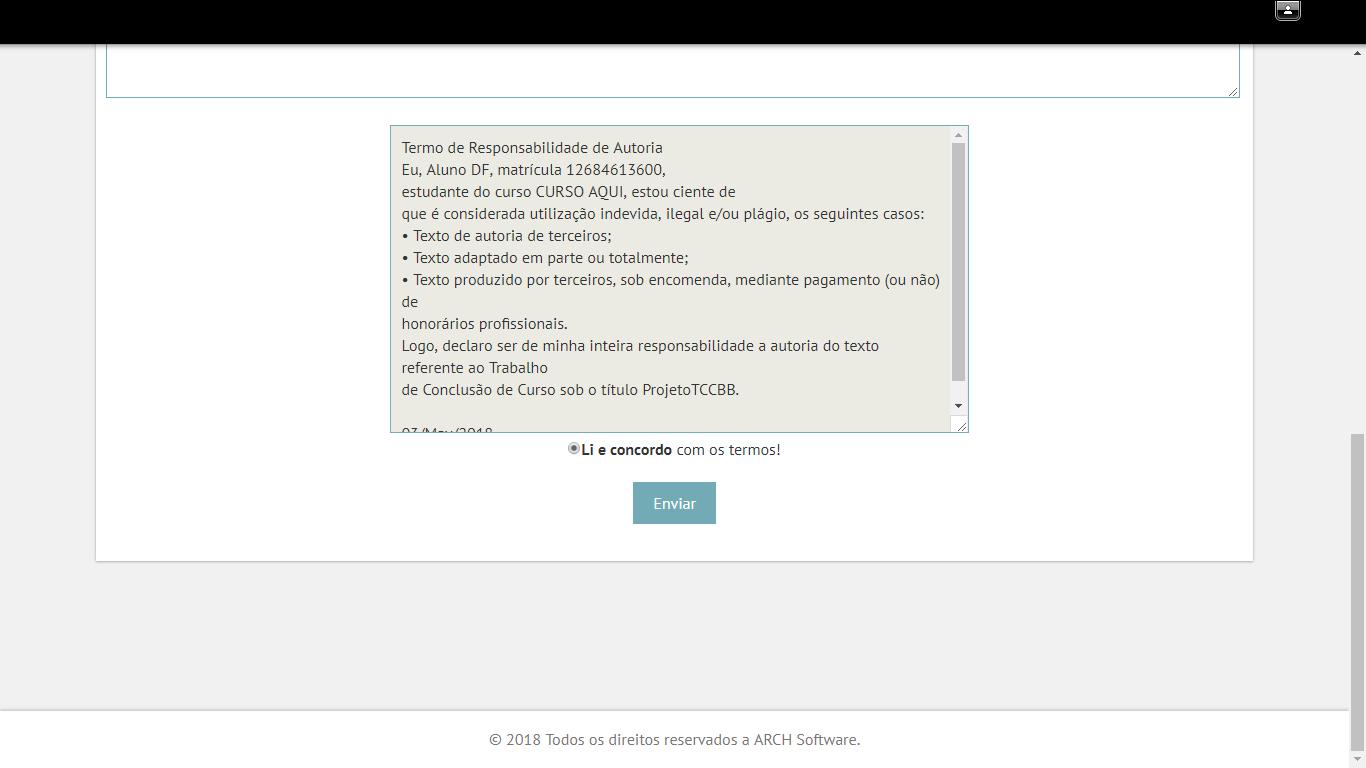 Termo de Responsabilidade de Autoria
Eu, Aluno DF, matrícula 12684613600,
estudante do curso CURSO AQUI, estou ciente de
que é considerada utilização indevida, ilegal e/ou plágio, os seguintes casos:
• Texto de autoria de terceiros;
• Texto adaptado em parte ou totalmente;
• Texto produzido por terceiros, sob encomenda, mediante pagamento (ou não)
de
honorários profissionais.
Logo, declaro ser de minha inteira responsabilidade a autoria do texto
referente ao Trabalho
de Conclusão de Curso sob o título ProjetoTCCBB.
03/May/2018
Li e concordo com os termos!
Enviar
© 2018 Todos os direitos reservados a ARCH Software.